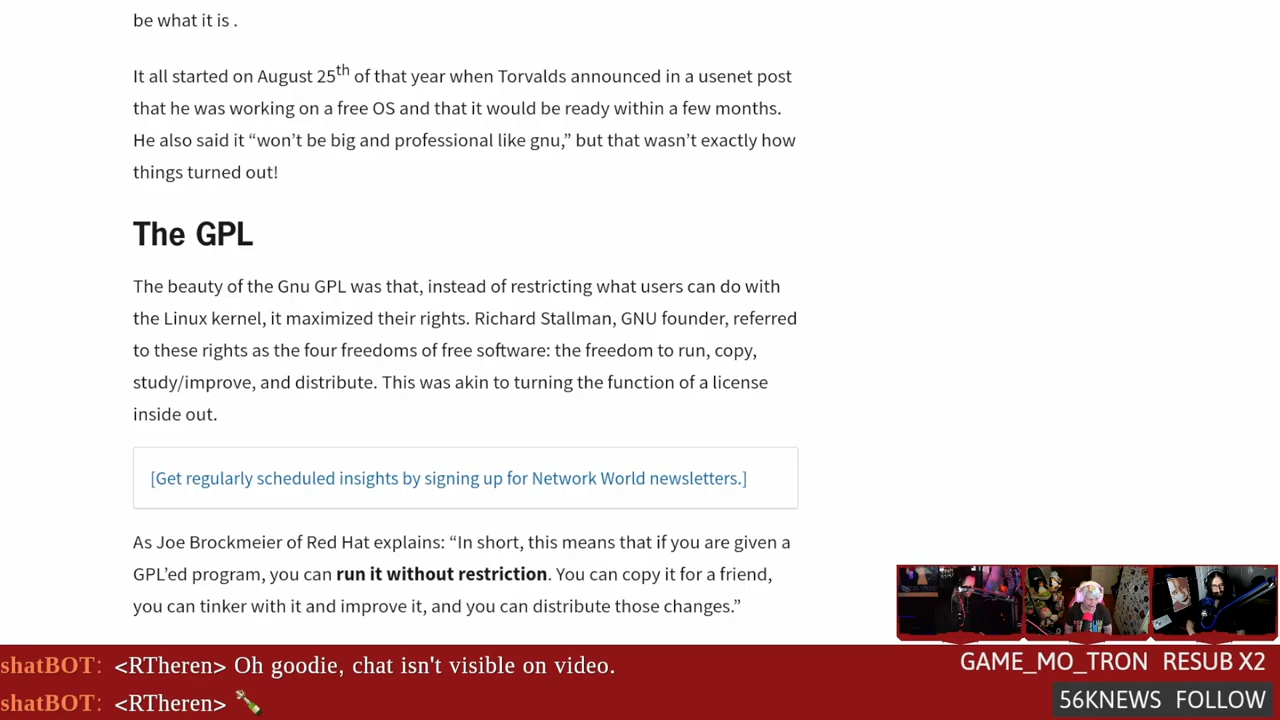 be what it is .
It all started on August 25th of that year when Torvalds announced in a usenet post
that he was working on a free OS and that it would be ready within a few months.
He also said it “won’t be big and professional like gnu,” but that wasn’t exactly how
things turned out!
The GPL
The beauty of the Gnu GPL was that, instead of restricting what users can do with
the Linux kernel, it maximized their rights. Richard Stallman, GNU founder, referred
to these rights as the four freedoms of free software: the freedom to run, copy,
study/improve, and distribute. This was akin to turning the function of a license
inside out.
[Get regularly scheduled insights by signing up for Network World newsletters.]
As Joe Brockmeier of Red Hat explains: “In short, this means that if you are given a
GPL’ed program, you can run it without restriction. You can copy it for a friend,
you can tinker with it and improve it, and you can distribute those changes.”
shatBOT: <RTheren> Oh goodie, chat isn't visible on video.
shatBOT: <RTheren> 🍾
GAME_MO_TRON RESUB X2
56KNEWS FOLLOW